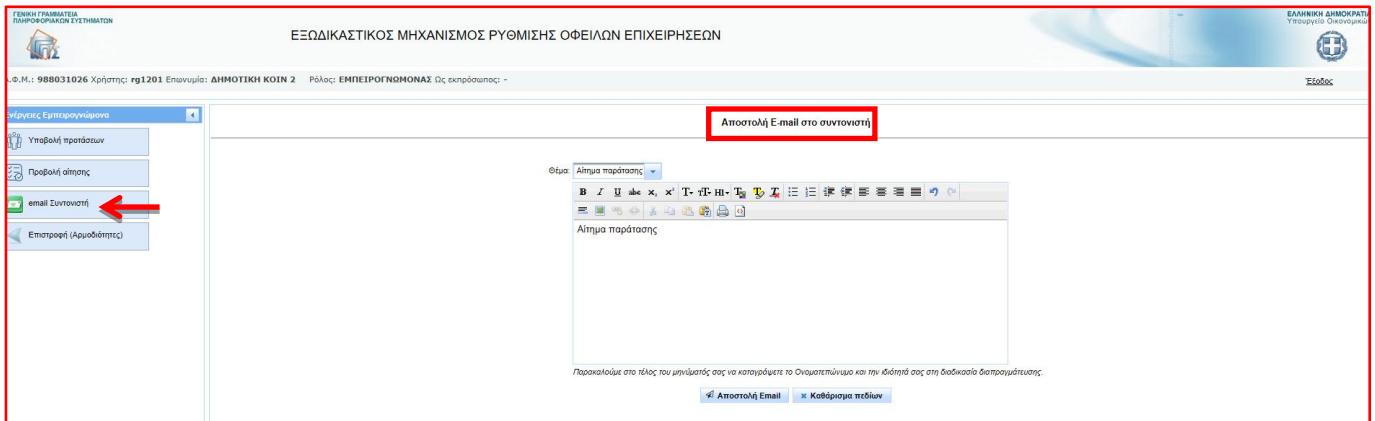 ΓΕΝΙΚΗ ΓΡΑΜΜΑΤΕΙΑ
ΠΛΗΡΟΦΟΡΙΑΚΩΝ ΣΥΣΤΗΜΑΤΩΝ
ΕΛΛΗΝΙΚΗ ΔΗΜΟΚΡΑΤΙΑ
Υπουργείο Οικονομικώ
ΕΞΩΔΙΚΑΣΤΙΚΟΣ ΜΗΧΑΝΙΣΜΟΣ ΡΥΘΜΙΣΗΣ ΟΦΕΙΛΩΝ ΕΠΙΧΕΙΡΗΣΕΩΝ
.Φ.Μ.: 988031026 Χρήστης: rg1201 Επωνυμία: ΔΗΜΟΤΙΚΗ ΚΟΙΝ 2 Ρόλος: ΕΜΠΕΙΡΟΓΝΩΜΟΝΑΣ Ως εκπρόσωπος: -
Έξοδος
Ενέργειες Εμπειρογνώμονα
Υποβολή προτάσεων
Προβολή αίτησης
email Συντονιστή
Επιστροφή (Αρμοδιότητες)
Αποστολή E-mail στο συντονιστή
Θέμα: Αίτημα παράτασης
Αίτημα παράτασης
Παρακαλούμε στο τέλος του μηνύματός σας να καταγράψετε το Ονοματεπώνυμο και την ιδιότητά σας στη διαδικασία διαπραγμάτευσης.
Αποστολή Email
Καθάρισμα πεδίων